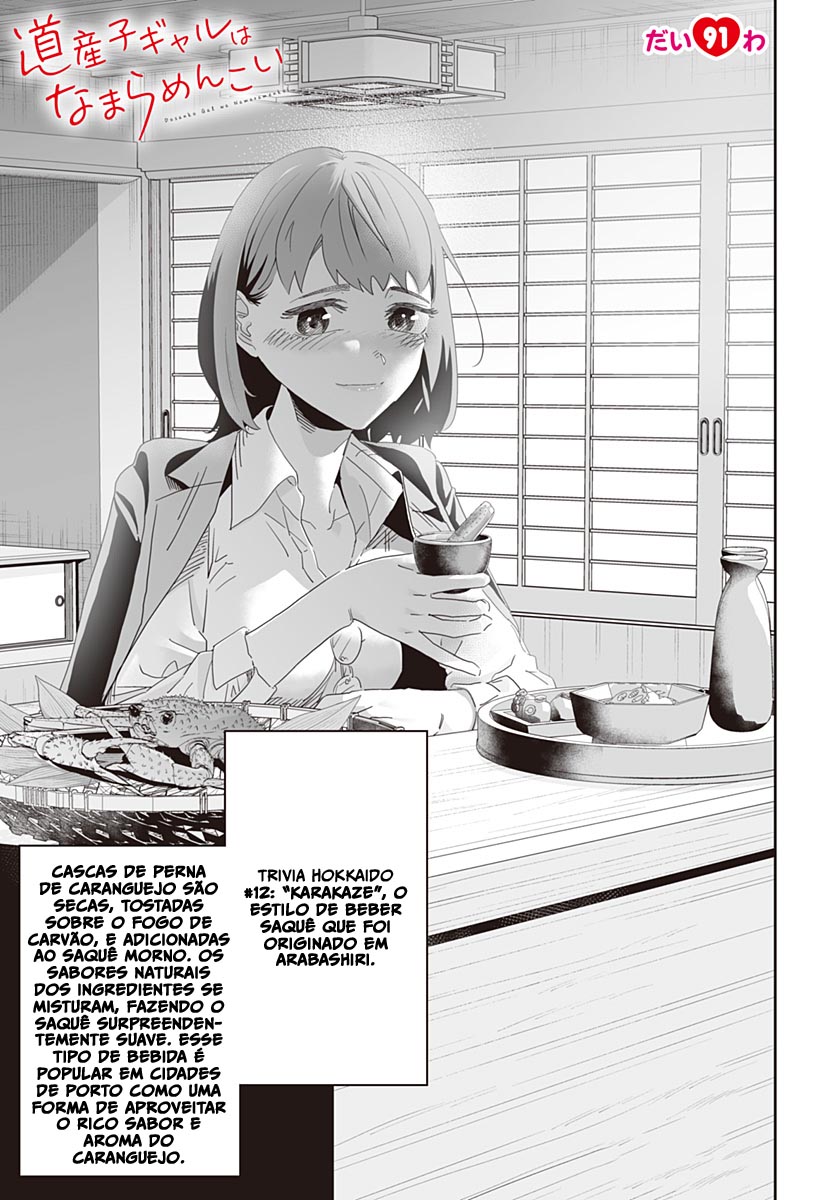 道産子ギャルは
なまらめんこい
Dosanko Gal wa Namaramenkoi
だい91わ
TRIVIA HOKKAIDO
#12: “KARAKAZE”, O
ESTILO DE BEBER
SAQUÊ QUE FOI
ORIGINADO EM
ARABASHIRI.
CASCAS DE PERNA
DE CARANGUEJO SÃO
SECAS, TOSTADAS
SOBRE O FOGO DE
CARVÃO, E ADICIONADAS
AO SAQUÊ MORNO. OS
SABORES NATURAIS
DOS INGREDIENTES SE
MISTURAM, FAZENDO O
SAQUÊ SURPREENDEN-
TEMENTE SUAVE. ESSE
TIPO DE BEBIDA É
POPULAR EM CIDADES
DE PORTO COMO UMA
FORMA DE APROVEITAR
O RICO SABOR E
AROMA DO
CARANGUEJO.